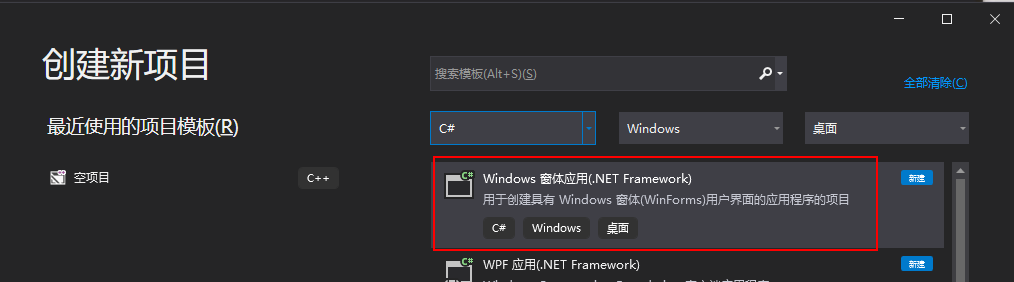 创建新项目
搜索模板(Alt+S)(S)
全部清除(C)
最近使用的项目模板(R)
C#
Windows
桌面
空项目
C++
C#
Windows 窗体应用(.NET Framework)
新建
用于创建具有 Windows 窗体(WinForms)用户界面的应用程序的项目
C#
Windows
桌面
C#
WPF 应用(.NET Framework)
新建